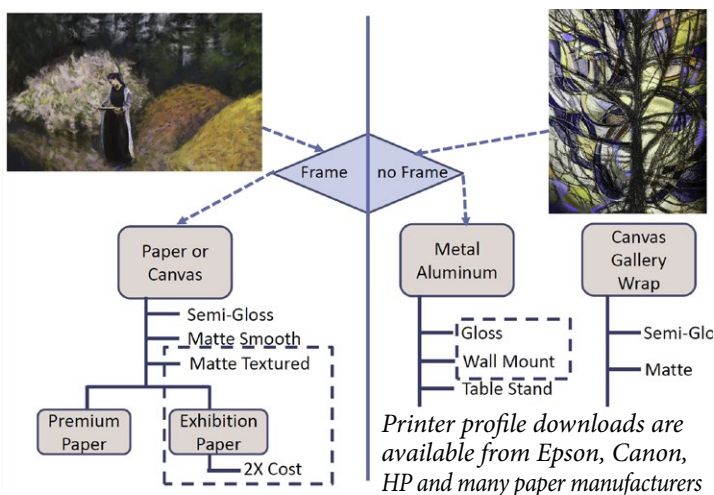 Frame
no Frame
Paper or
Canvas
Semi-Gloss
Matte Smooth
Matte Textured
Premium
Paper
Exhibition
Paper
2X Cost
Metal
Aluminum
Gloss
Wall Mount
Table Stand
Canvas
Gallery
Wrap
Semi-Glo
Matte
Printer profile downloads are
available from Epson, Canon,
HP and many paper manufacturers